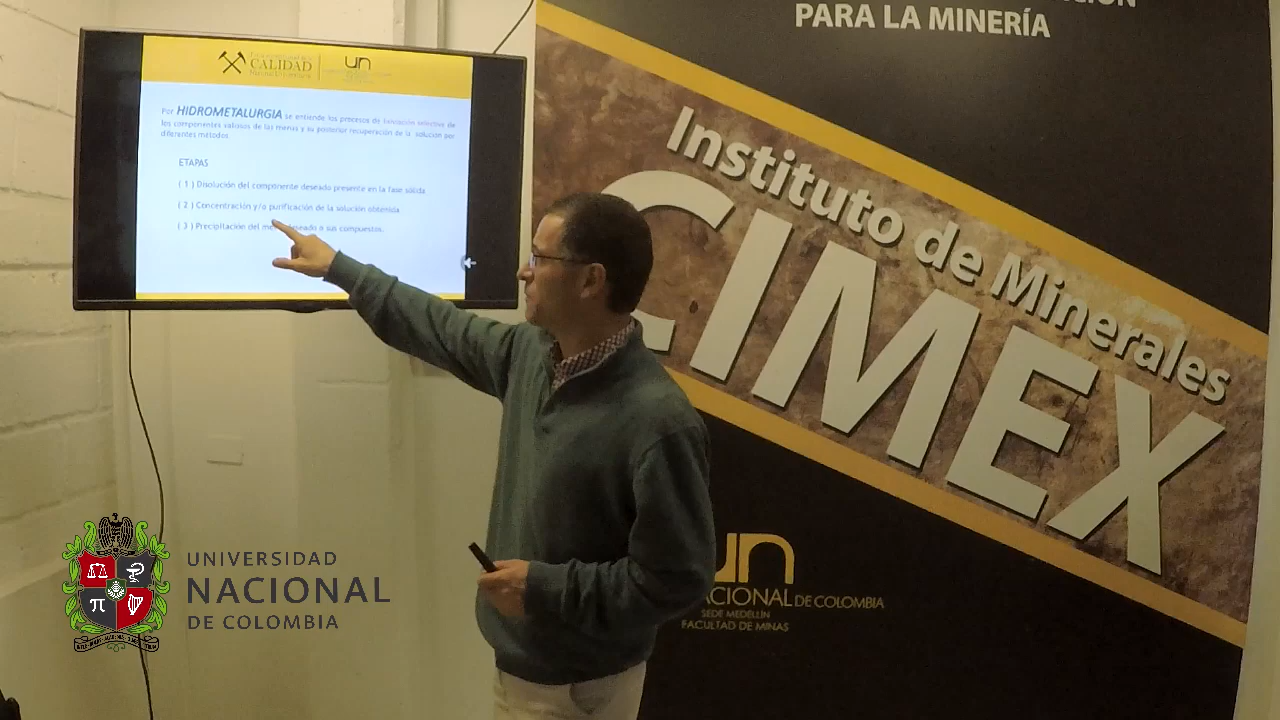 PARA LA MINERÍA
CALIDAD
un
Por HIDROMETALURGIA se entiende los procesos de lixiviación selectiva de
los componentes valiosos de las menas y su posterior recuperación de la solución por
diferentes métodos.
ETAPAS
( 1 ) Disolución del componente deseado presente en la fase sólida
( 2 ) Concentración y/o purificación de la solución obtenida
( 3 ) Precipitación del deseado o sus compuestos.
Instituto de Minerales
CIMEX
un
CIONAL DE COLOMBIA
SEDE MEDELLÍN
FACULTAD DE MINAS
UNIVERSIDAD
NACIONAL
DE COLOMBIA